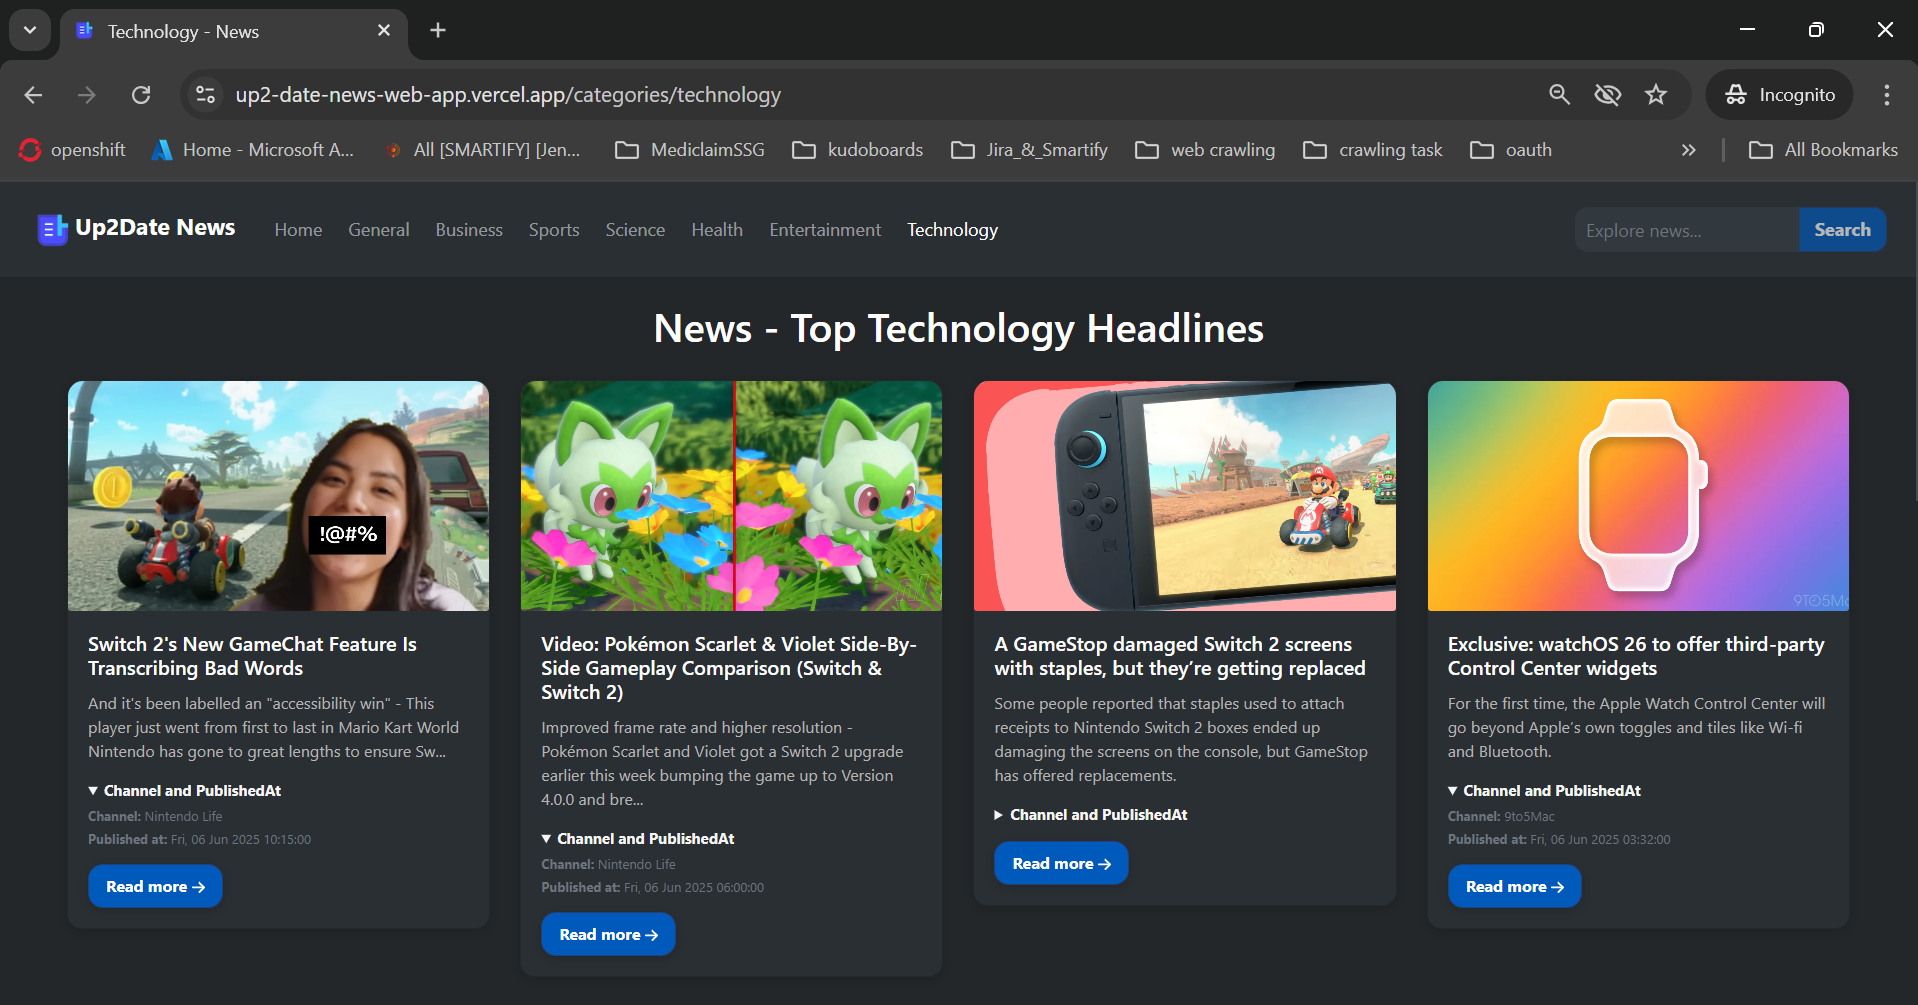 Technology - News
up2-date-news-web-app.vercel.app/categories/technology
Incognito
openshift
Home - Microsoft A...
All [SMARTIFY] [Jen...
MediclaimSSG
kudoboards
Jira_&_Smartify
web crawling
crawling task
oauth
»
All Bookmarks
Up2Date News
Home
General
Business
Sports
Science
Health
Entertainment
Technology
Explore news...
Search
News - Top Technology Headlines
!@#%
Switch 2's New GameChat Feature Is
Transcribing Bad Words
And it's been labelled an "accessibility win" - This
player just went from first to last in Mario Kart World
Nintendo has gone to great lengths to ensure Sw...
▼ Channel and PublishedAt
Channel: Nintendo Life
Published at: Fri, 06 Jun 2025 10:15:00
Read more →
Video: Pokémon Scarlet & Violet Side-By-
Side Gameplay Comparison (Switch &
Switch 2)
Improved frame rate and higher resolution -
Pokémon Scarlet and Violet got a Switch 2 upgrade
earlier this week bumping the game up to Version
4.0.0 and bre...
▼ Channel and PublishedAt
Channel: Nintendo Life
Published at: Fri, 06 Jun 2025 06:00:00
Read more →
A GameStop damaged Switch 2 screens
with staples, but they’re getting replaced
Some people reported that staples used to attach
receipts to Nintendo Switch 2 boxes ended up
damaging the screens on the console, but GameStop
has offered replacements.
▶ Channel and PublishedAt
Read more →
9TO5Mac
Exclusive: watchOS 26 to offer third-party
Control Center widgets
For the first time, the Apple Watch Control Center will
go beyond Apple’s own toggles and tiles like Wi-fi
and Bluetooth.
▼ Channel and PublishedAt
Channel: 9to5Mac
Published at: Fri, 06 Jun 2025 03:32:00
Read more →